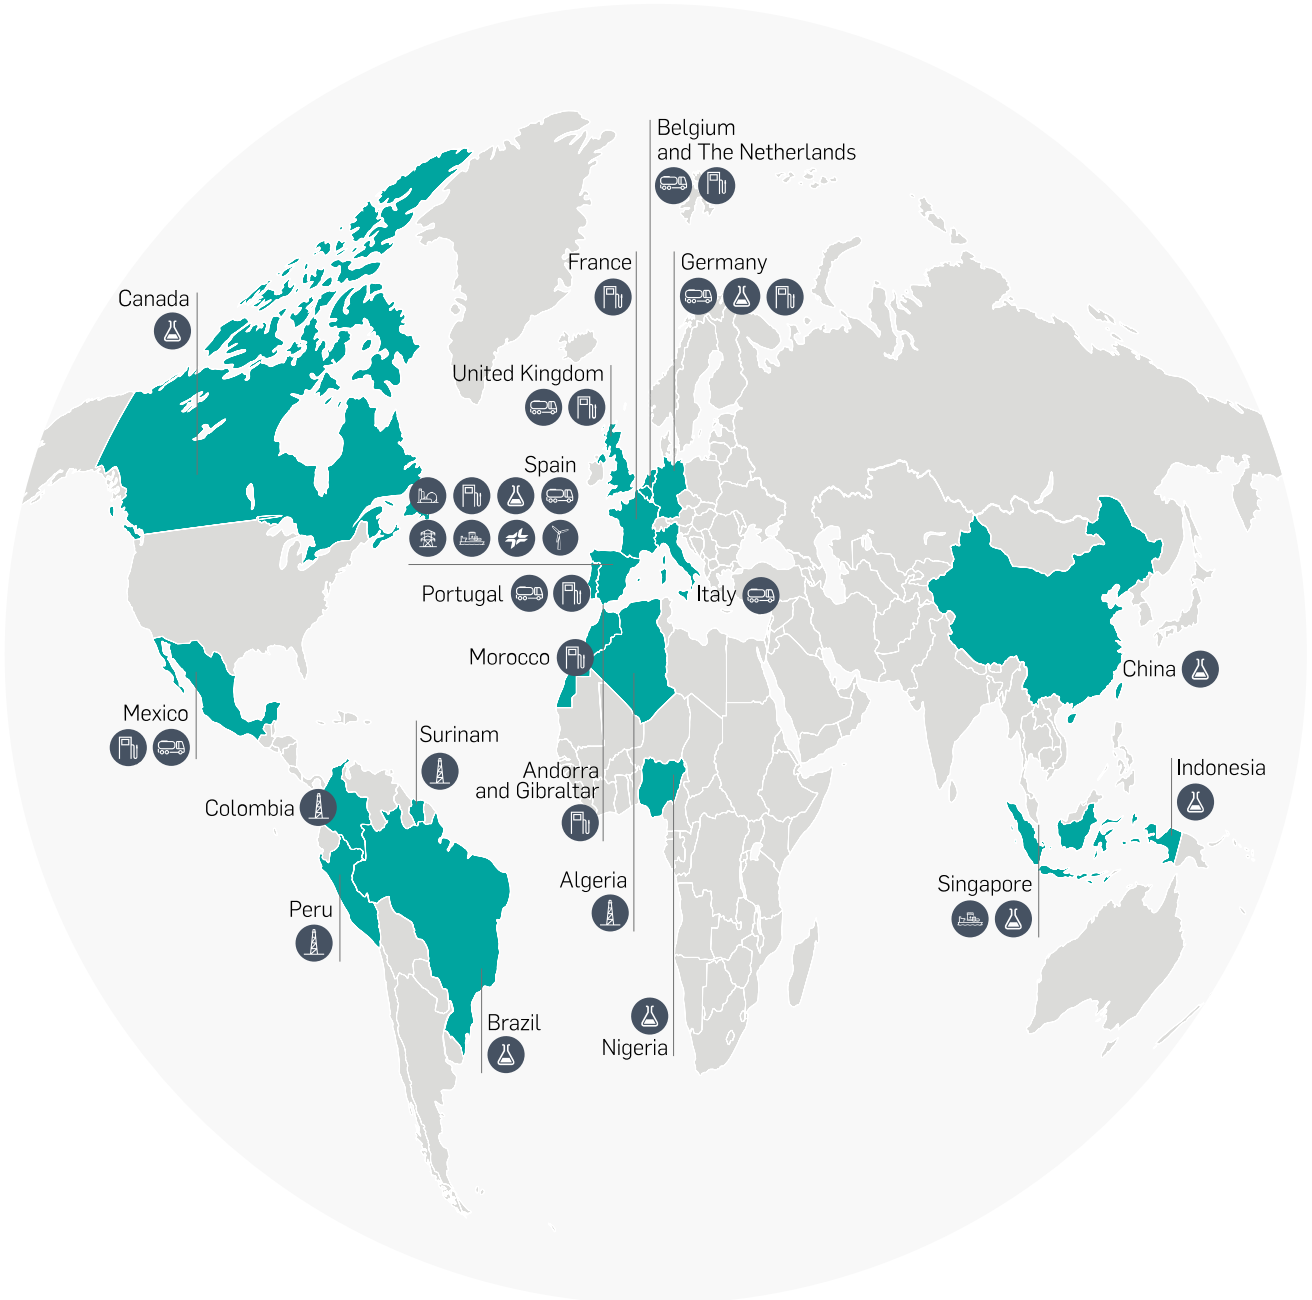 Belgium
and The Netherlands
France
Germany
Canada
United Kingdom
Spain
Portugal
Italy
Morocco
China
Mexico
Surinam
Andorra
and Gibraltar
Indonesia
Colombia
Algeria
Singapore
Peru
Brazil
Nigeria